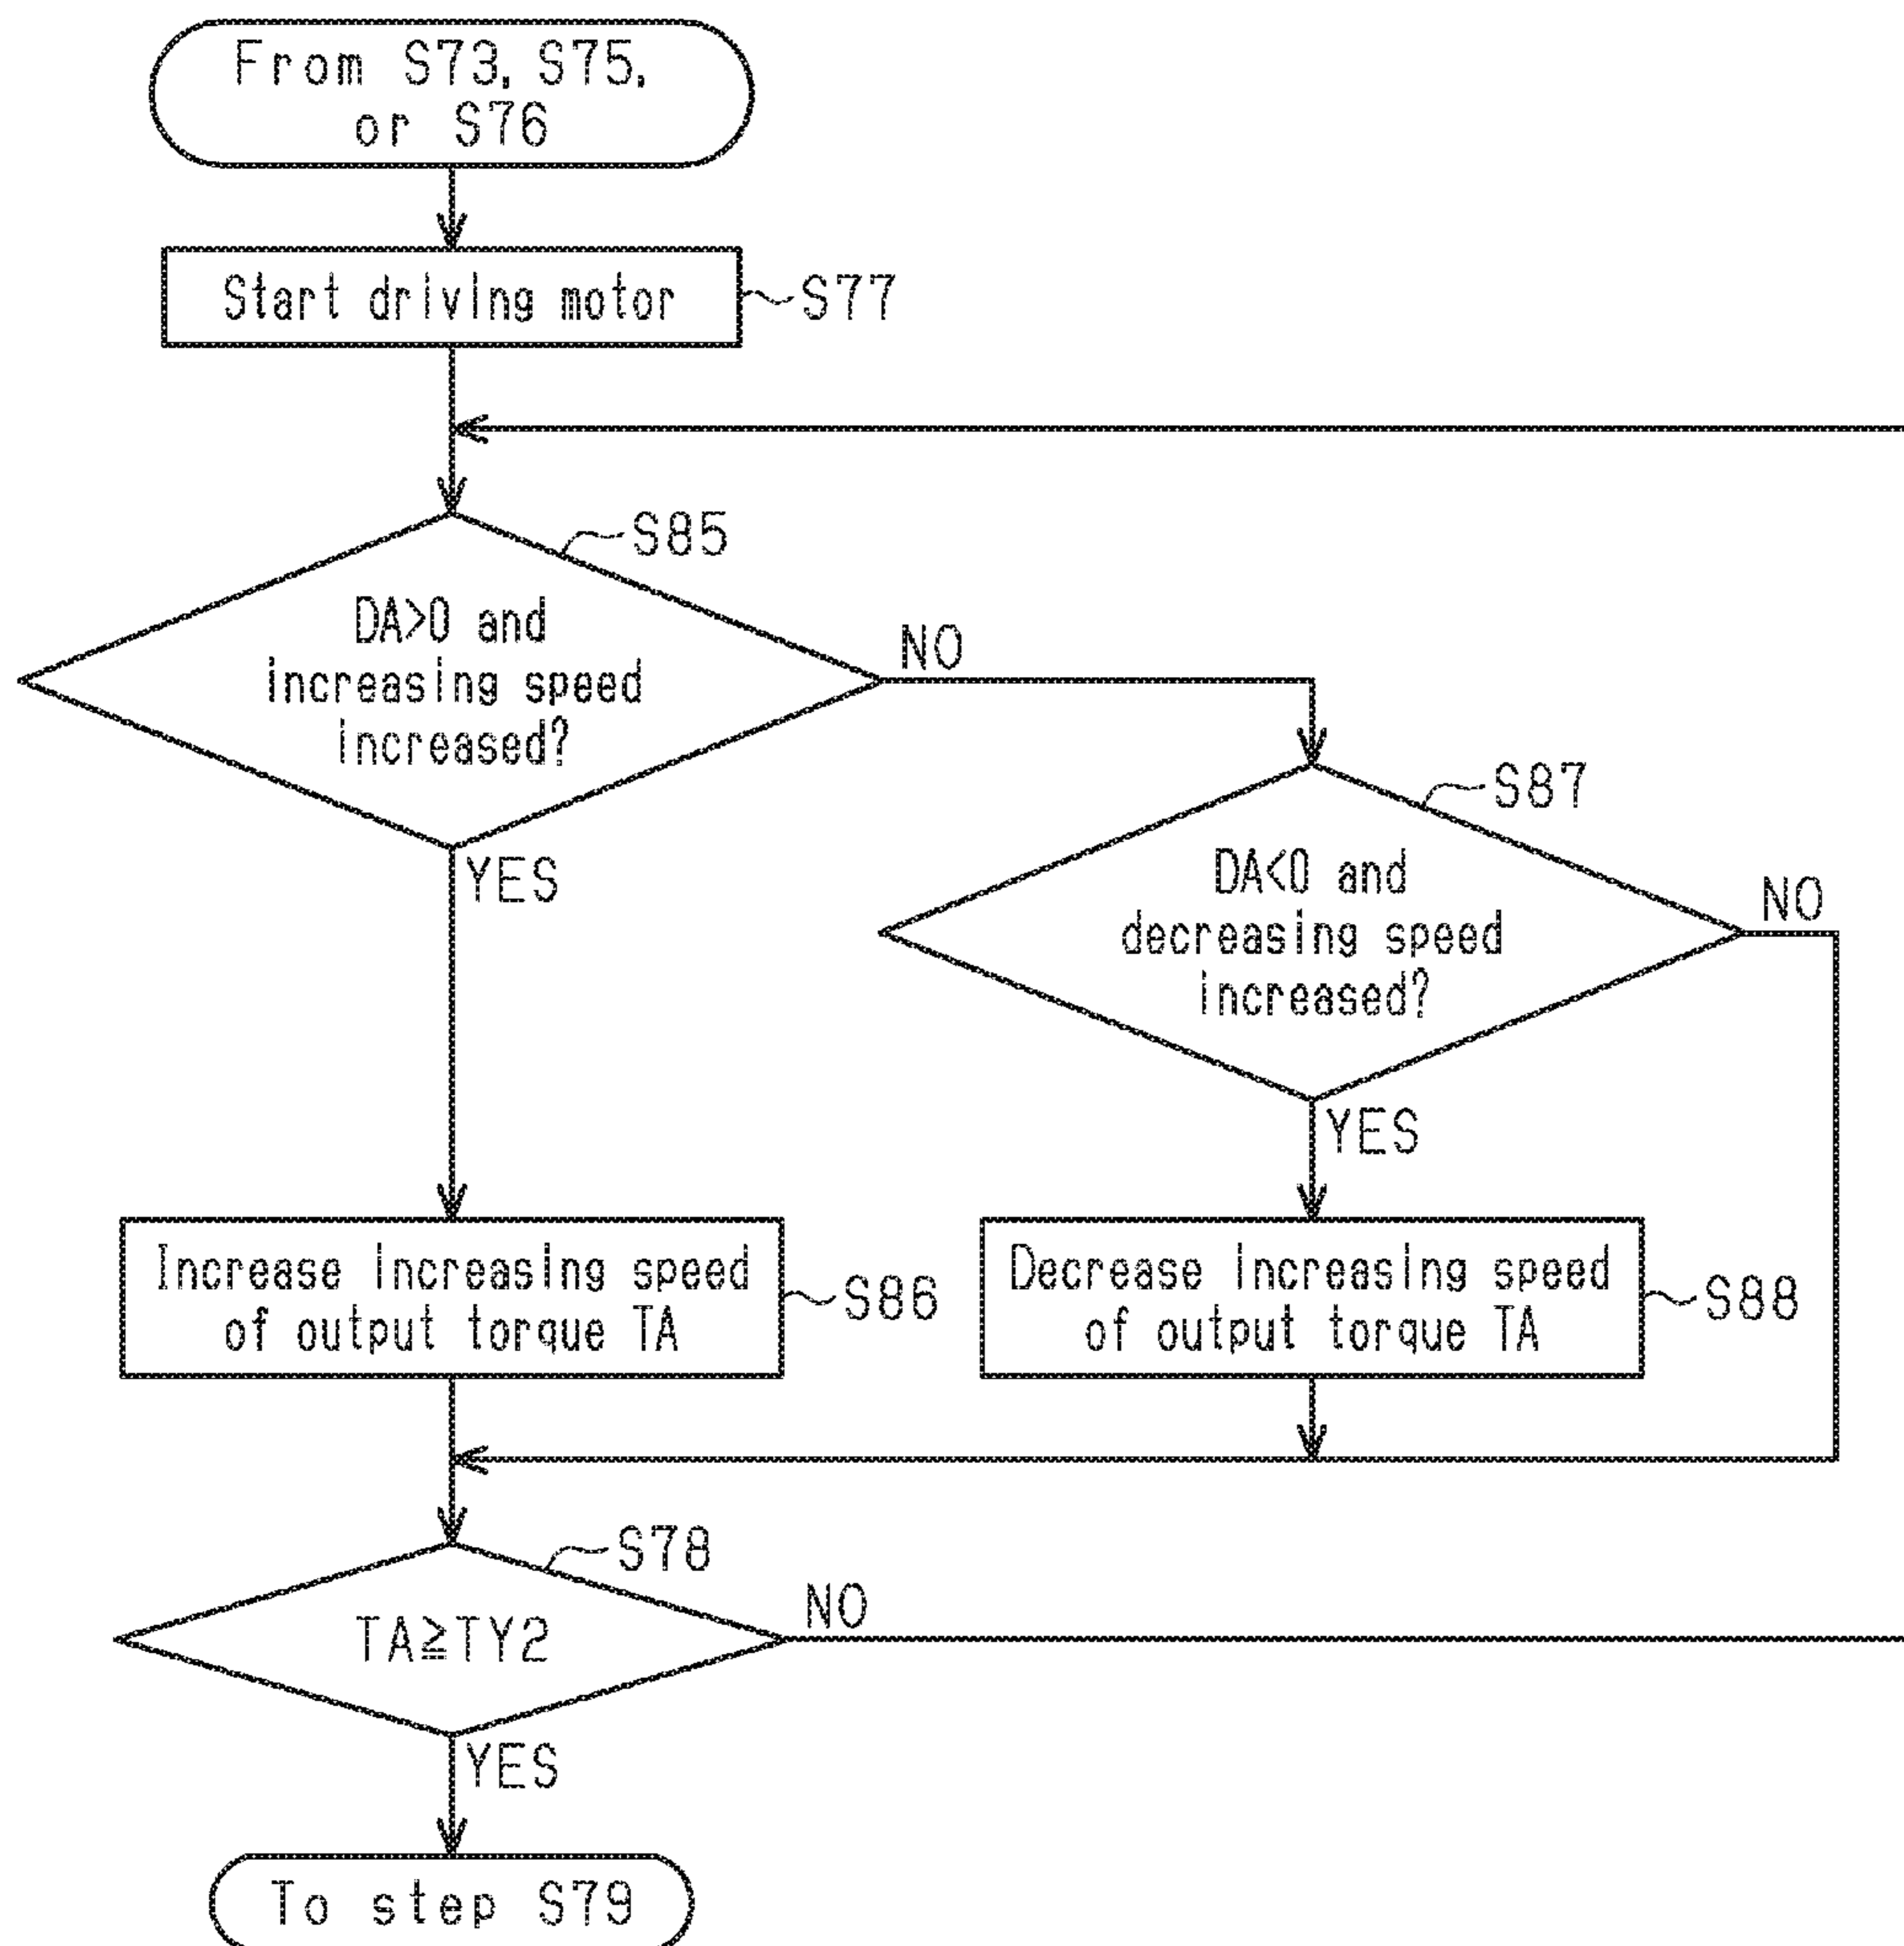 From S73, S75,
or S76
Start driving motor
S77
S85
DA>0 and
increasing speed
increased?
NO
YES
S87
DA<0 and
decreasing speed
increased?
NO
YES
Increase increasing speed
of output torque TA
S86
Decrease increasing speed
of output torque TA
S88
S78
TA≧TY2
NO
YES
To step S79